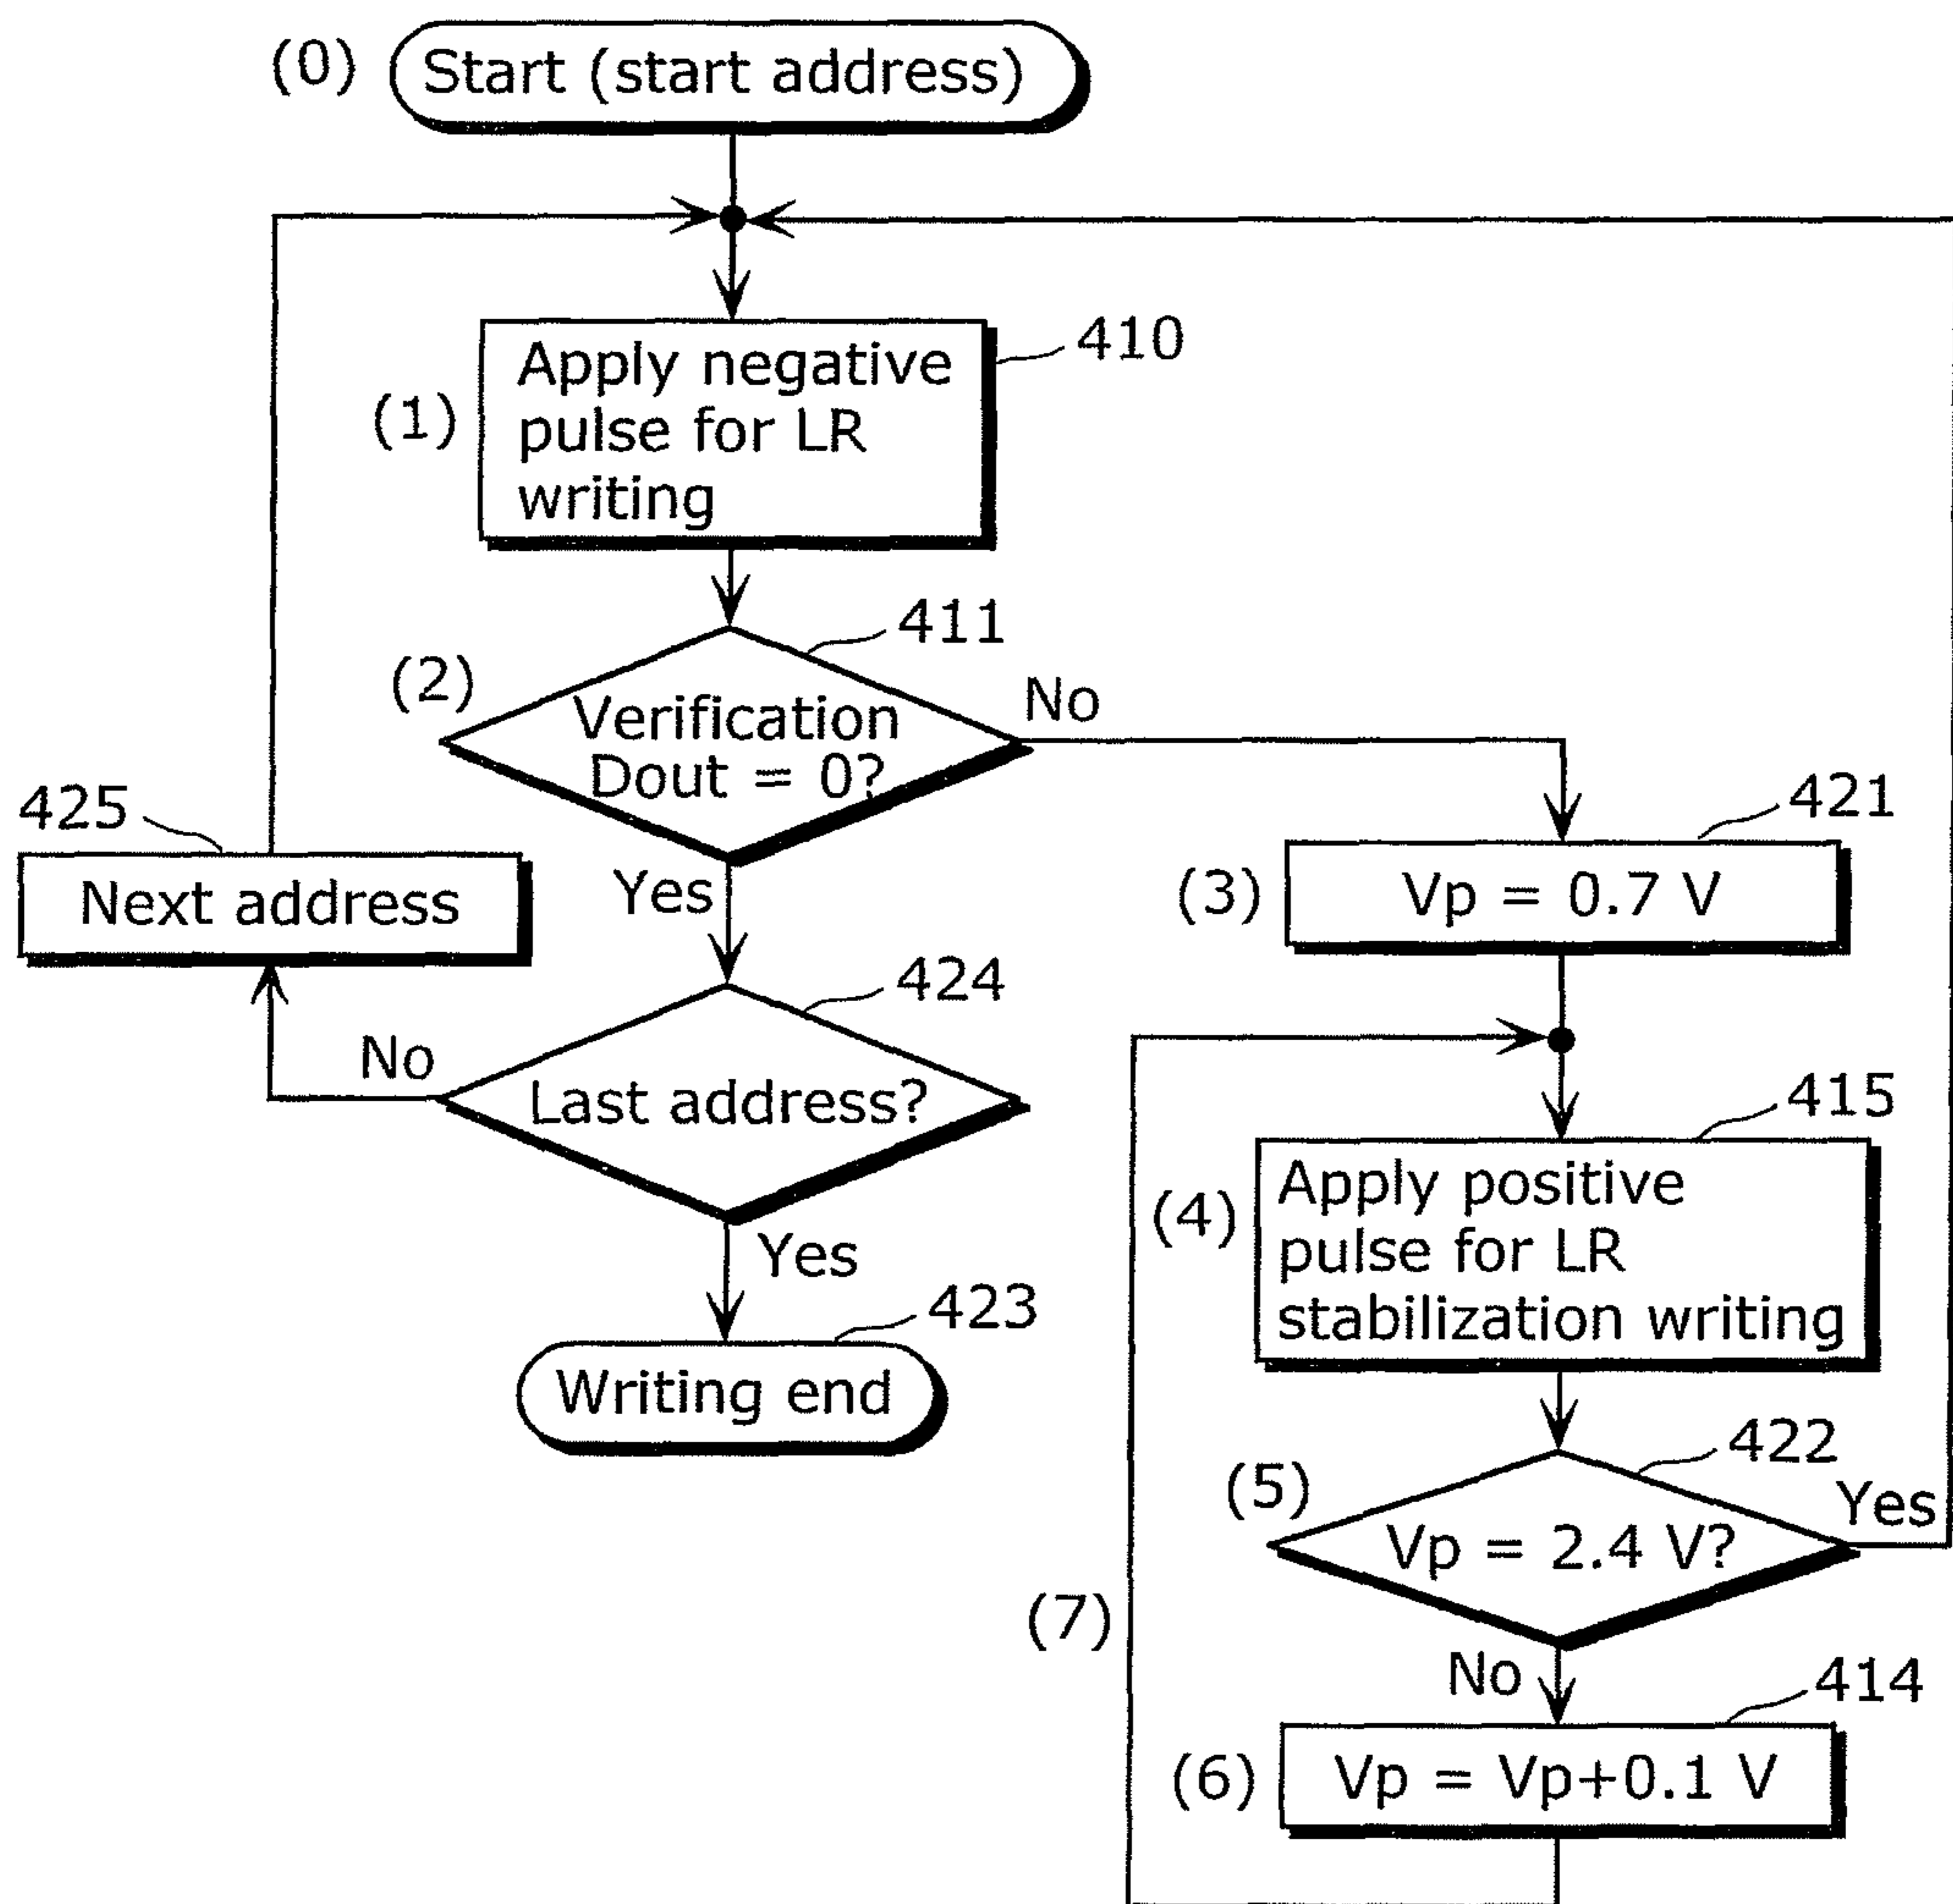 (0)
Start (start address)
410
Apply negative
(1)
pulse for LR
writing
411
(2)
No
Verification
Dout = 0?
425
421
Next address
Yes
(3)
Vp = 0.7 V
424
No
Last address?
415
Apply positive
(4)
pulse for LR
stabilization writing
Yes
423
Writing end
422
(5)
Yes
Vp = 2.4 V?
(7)
No
414
(6)
Vp = Vp+0.1 V